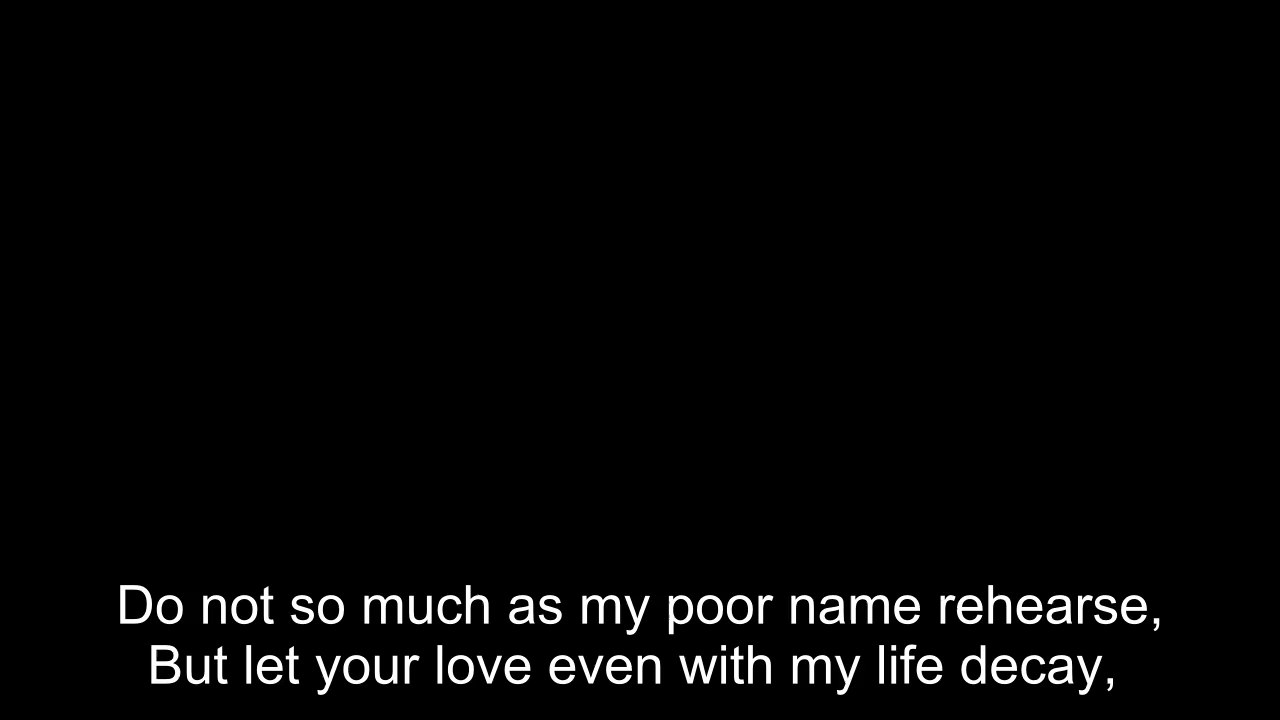 Do not so much as my poor name rehearse,
But let your love even with my life decay,